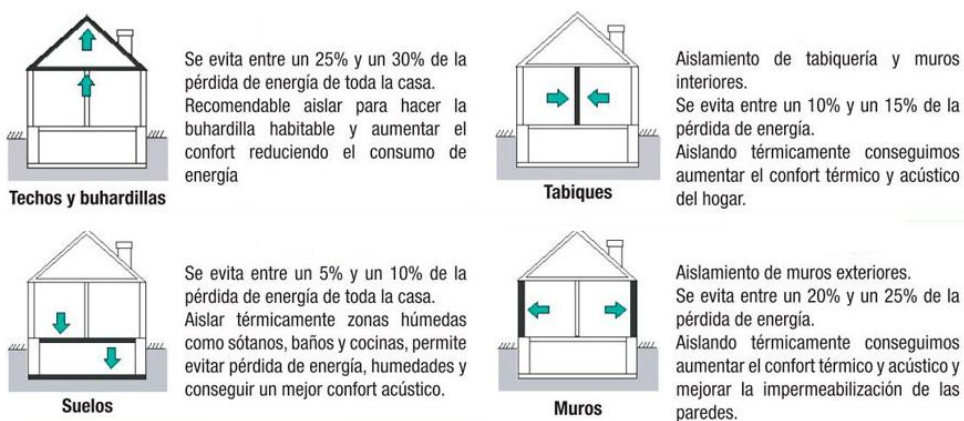 Se evita entre un 25% y un 30% de la
pérdida de energía de toda la casa.
Recomendable aislar para hacer la
buhardilla habitable y aumentar el
confort reduciendo el consumo de
energía
Techos y buhardillas
Aislamiento de tabiquería y muros
interiores.
Se evita entre un 10% y un 15% de la
pérdida de energía.
Aislando térmicamente conseguimos
aumentar el confort térmico y acústico
del hogar.
Tabiques
Se evita entre un 5% y un 10% de la
pérdida de energía de toda la casa.
Aislar térmicamente zonas húmedas
como sótanos, baños y cocinas, permite
evitar pérdida de energía, humedades y
conseguir un mejor confort acústico.
Suelos
Aislamiento de muros exteriores.
Se evita entre un 20% y un 25% de la
pérdida de energía.
Aislando térmicamente conseguimos
aumentar el confort térmico y acústico y
mejorar la impermeabilización de las
paredes.
Muros